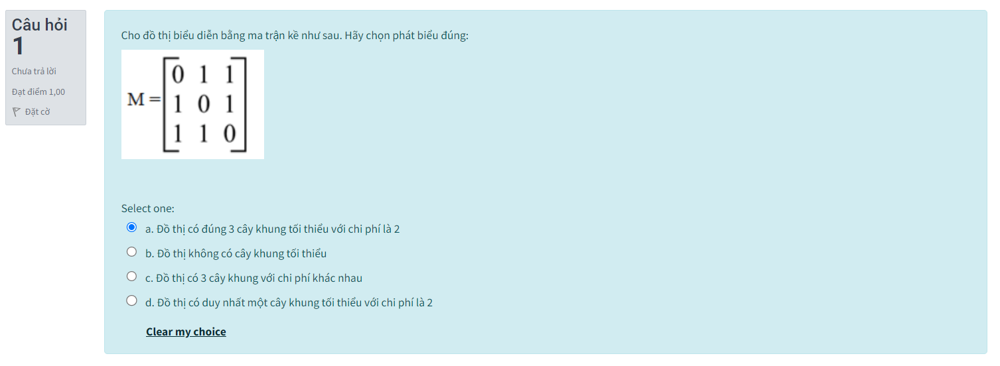 Câu hỏi
1
Chưa trả lời
Đạt điểm 1,00
Đặt cờ
Cho đồ thị biểu diễn bằng ma trận kề như sau. Hãy chọn phát biểu đúng:
0 1 1
M = 1 0 1
1 1 0
Select one:
a. Đồ thị có đúng 3 cây khung tối thiểu với chi phí là 2
b. Đồ thị không có cây khung tối thiểu
c. Đồ thị có 3 cây khung với chi phí khác nhau
d. Đồ thị có duy nhất một cây khung tối thiểu với chi phí là 2
Clear my choice